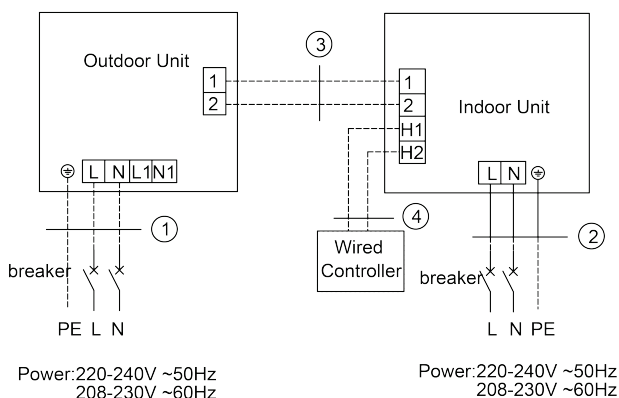 3
Outdoor Unit
1
2
1
2
H1
H2
Indoor Unit
L N L1 N1
L N
1
4
2
Wired
Controller
breaker
breaker
PE L N
L N PE
Power:220-240V ~50Hz
208-230V ~60Hz
Power:220-240V ~50Hz
208-230V ~60Hz